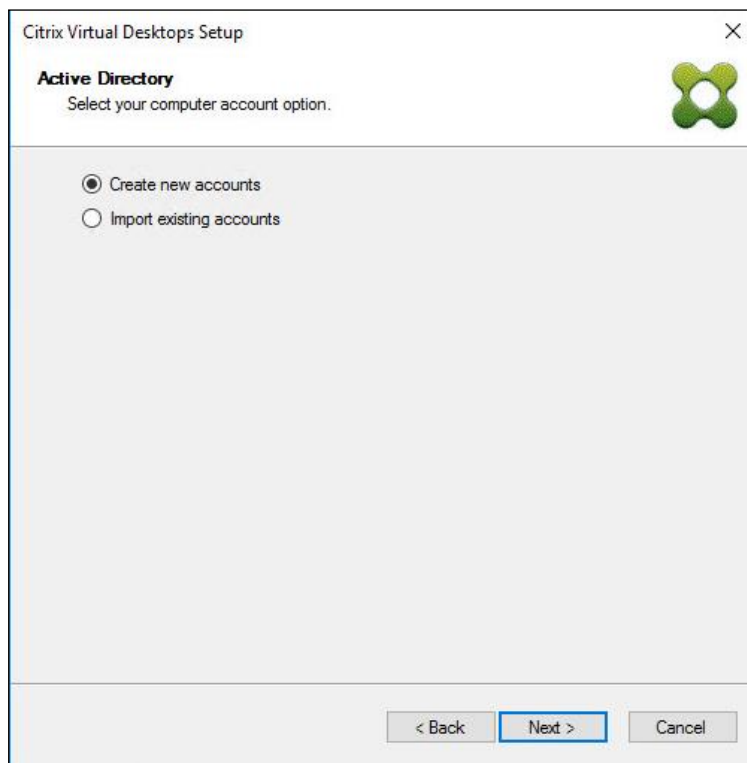 Citrix Virtual Desktops Setup
Active Directory
Select your computer account option.
Create new accounts
Import existing accounts
< Back
Next >
Cancel